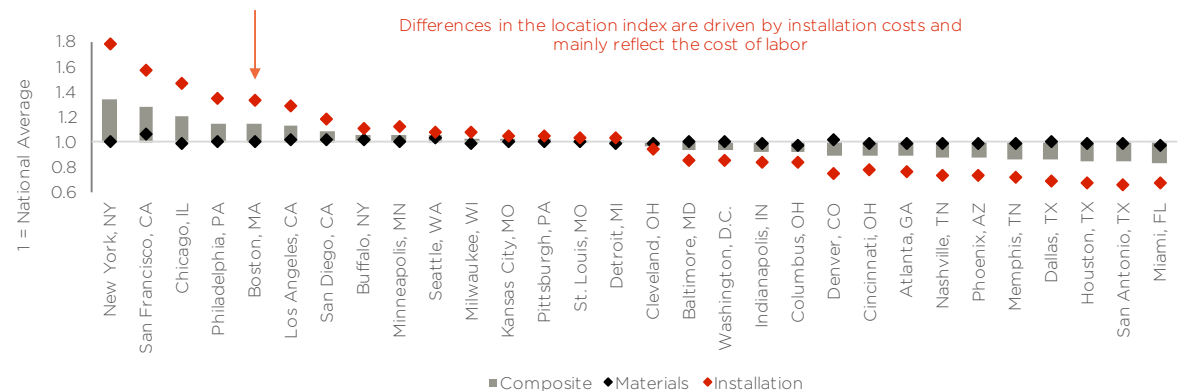 Differences in the location index are driven by installation costs and
mainly reflect the cost of labor
1 = National Average
1.8
1.6
1.4
1.2
1.0
0.8
0.6
New York, NY
San Francisco, CA
Chicago, IL
Philadelphia, PA
Boston, MA
Los Angeles, CA
San Diego, CA
Buffalo, NY
Minneapolis, MN
Seattle, WA
Milwaukee, WI
Kansas City, MO
Pittsburgh, PA
St. Louis, MO
Detroit, MI
Cleveland, OH
Baltimore, MD
Washington, D.C.
Indianapolis, IN
Columbus, OH
Denver, CO
Cincinnati, OH
Atlanta, GA
Nashville, TN
Phoenix, AZ
Memphis, TN
Dallas, TX
Houston, TX
San Antonio, TX
Miami, FL
Composite Materials Installation